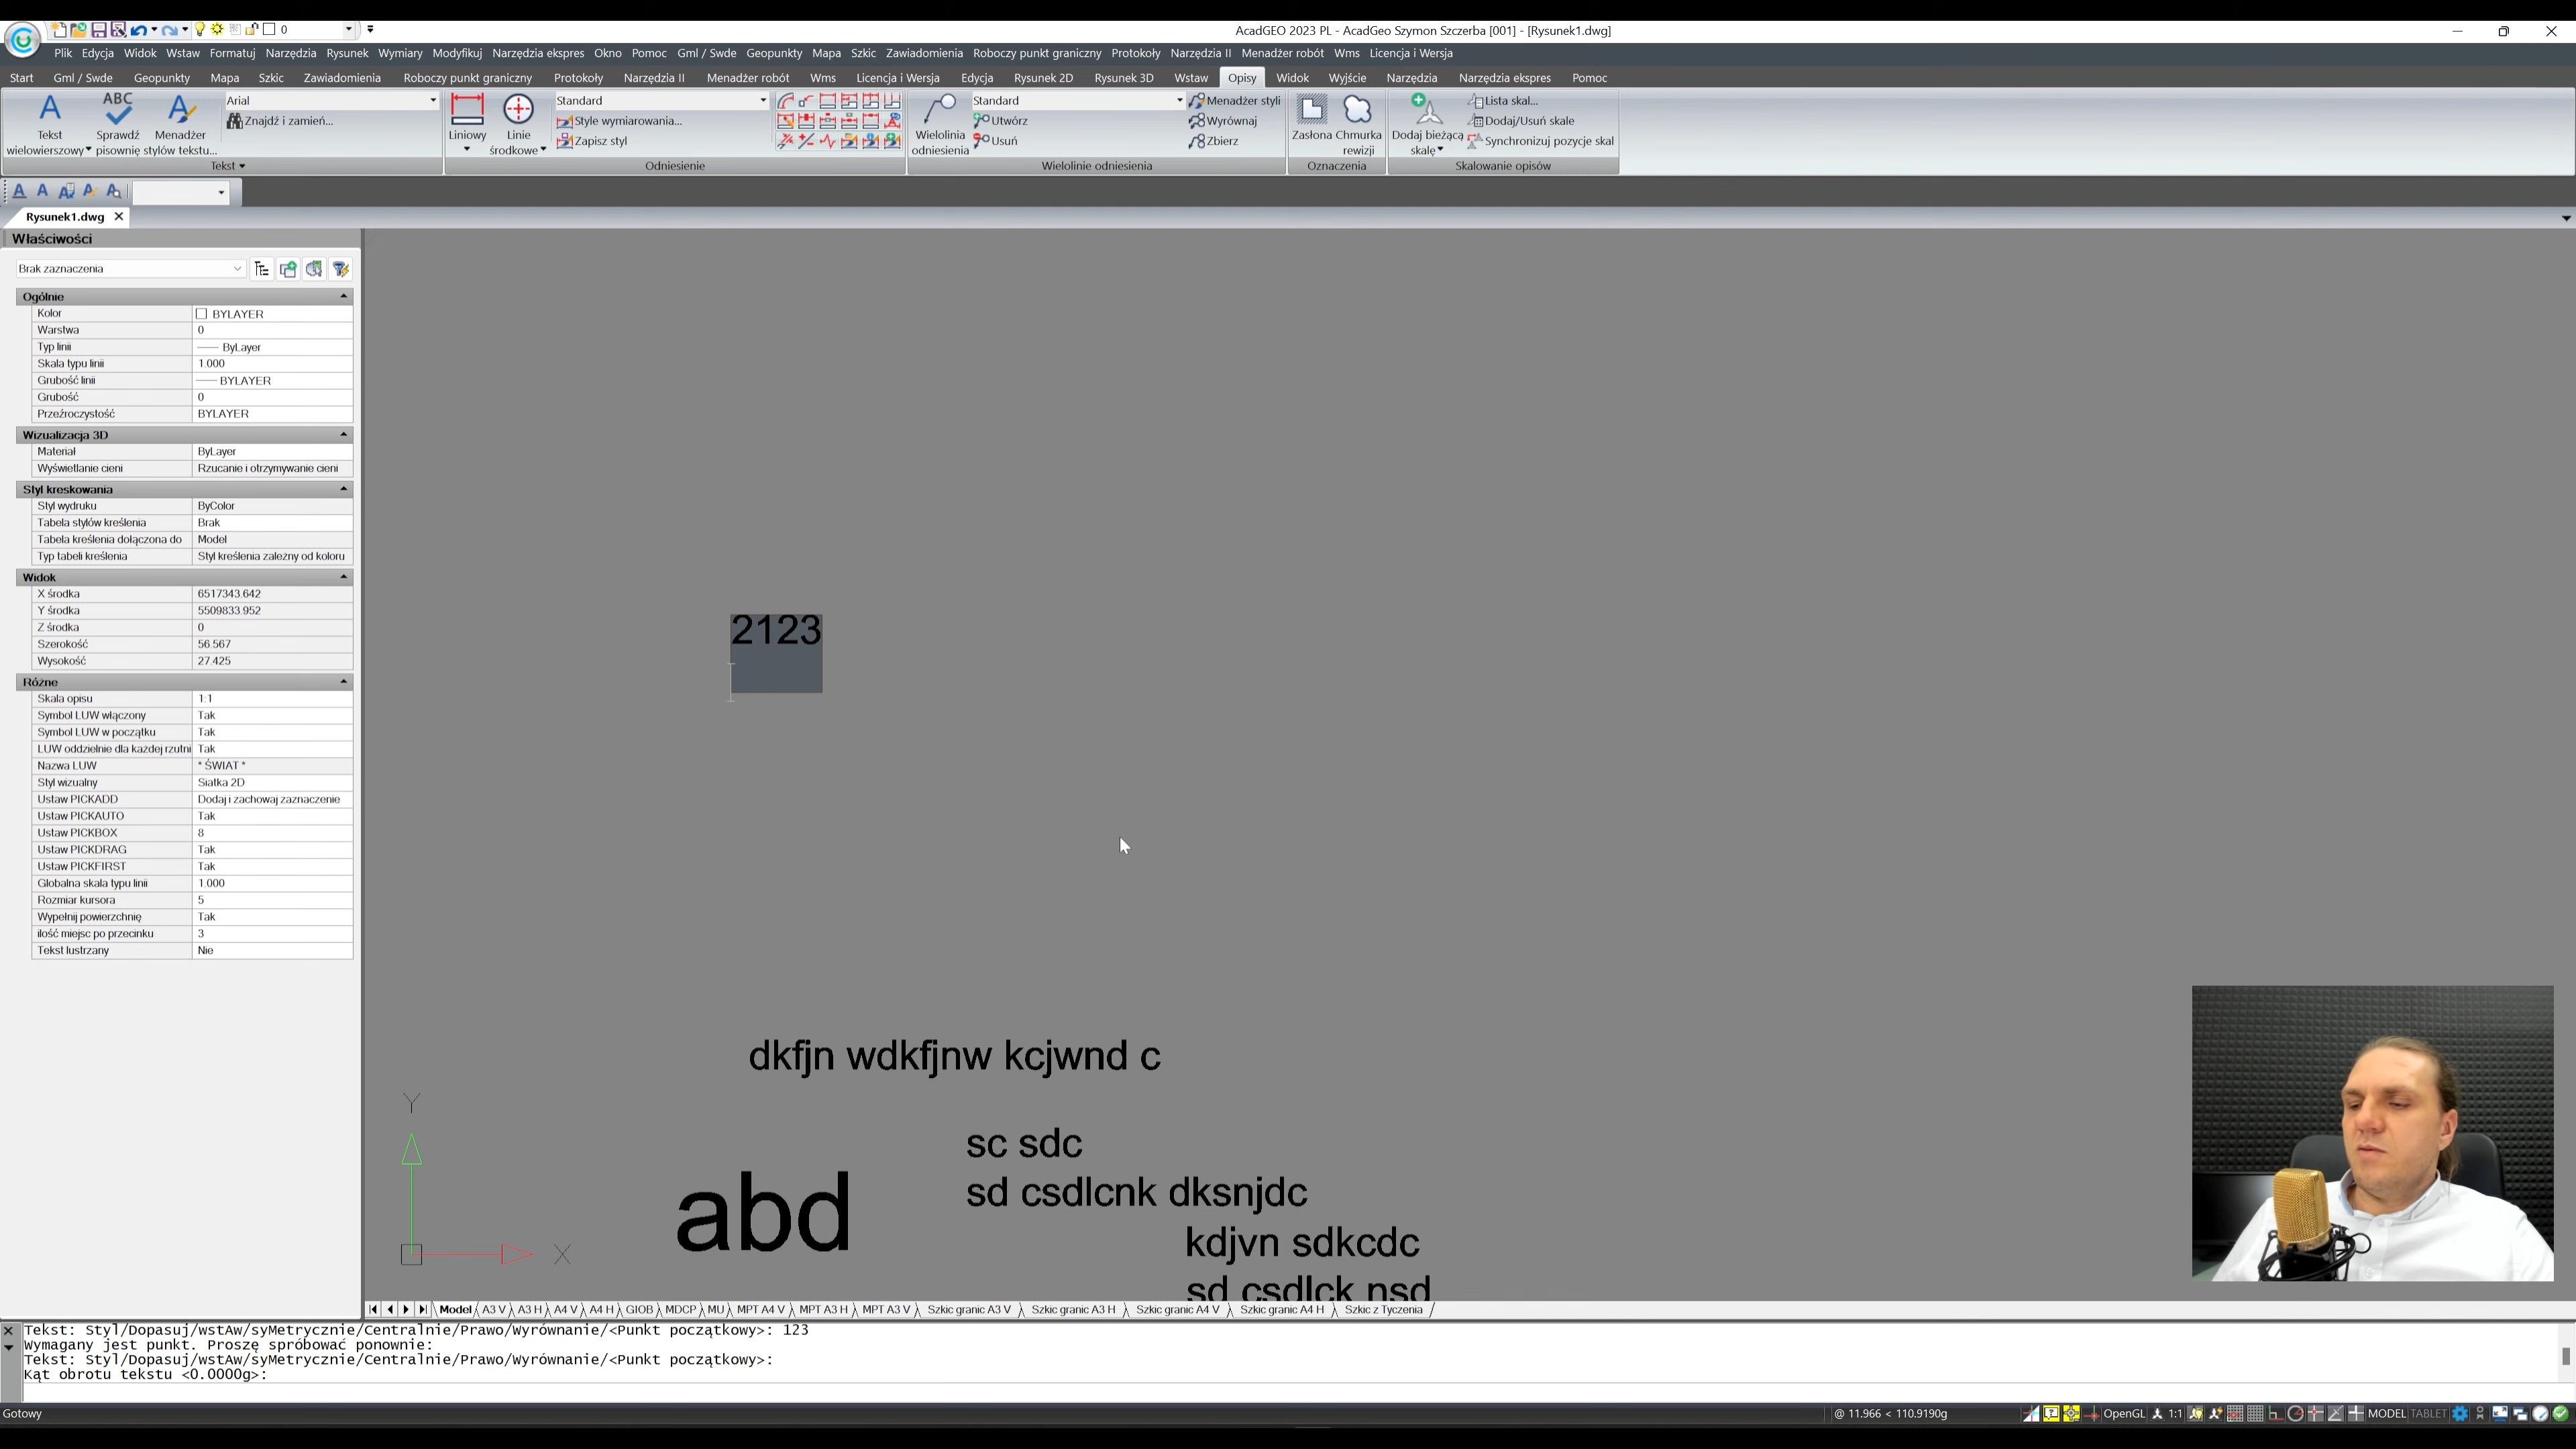 0
AcadGEO 2023 PL - AcadGeo Szymon Szczerba [001] - [Rysunek1.dwg]
Plik Edycja Widok Wstaw Formatuj Narzędzia Rysunek Wymiary Modyfikuj Narzędzia ekspres Okno Pomoc Gml / Swde Geopunkty Mapa Szkic Zawiadomienia Roboczy punkt graniczny Protokoły Narzędzia II Menadżer robót Wms Licencja i Wersja
Start Gml / Swde Geopunkty Mapa Szkic Zawiadomienia Roboczy punkt graniczny Protokoły Narzędzia II Menadżer robót Wms Licencja i Wersja Edycja Rysunek 2D Rysunek 3D Wstaw Opisy Widok Wyjście Narzędzia Narzędzia ekspres Pomoc
Tekst wielowierszowy
ABC
Sprawdź pisownię
Menadżer stylów tekstu...
Arial
Znajdź i zamień...
Tekst
Liniowy
Linie środkowe
Standard
Style wymiarowania...
Zapisz styl
Odniesienie
Wielolinia odniesienia
Standard
Utwórz
Usuń
Menadżer styli
Wyrównaj
Zbierz
Wielolinie odniesienia
Zasłona
Chmurka rewizji
Oznaczenia
Dodaj bieżącą skalę
Lista skal...
Dodaj/Usuń skale
Synchronizuj pozycje skal
Skalowanie opisów
Rysunek1.dwg
Właściwości
Brak zaznaczenia
Ogólnie
Kolor BYLAYER
Warstwa 0
Typ linii ByLayer
Skala typu linii 1.000
Grubość linii BYLAYER
Grubość 0
Przeźroczystość BYLAYER
Wizualizacja 3D
Materiał ByLayer
Wyświetlanie cieni Rzucanie i otrzymywanie cieni
Styl kreskowania
Styl wydruku ByColor
Tabela stylów kreślenia Brak
Tabela kreślenia dołączona do Model
Typ tabeli kreślenia Styl kreślenia zależny od koloru
Widok
X środka 6517343.642
Y środka 5509833.952
Z środka 0
Szerokość 56.567
Wysokość 27.425
Różne
Skala opisu 1:1
Symbol LUW włączony Tak
Symbol LUW w początku Tak
LUW oddzielnie dla każdej rzutni Tak
Nazwa LUW * ŚWIAT *
Styl wizualny Siatka 2D
Ustaw PICKADD Dodaj i zachowaj zaznaczenie
Ustaw PICKAUTO Tak
Ustaw PICKBOX 8
Ustaw PICKDRAG Tak
Ustaw PICKFIRST Tak
Globalna skala typu linii 1.000
Rozmiar kursora 5
Wypełnij powierzchnię Tak
ilość miejsc po przecinku 3
Tekst lustrzany Nie
2123
dkfjn wdkfjnw kcjwnd c
sc sdc
sd csdlcnk dksnjdc
kdjvn sdkcdc
sd csdlck nsd
abd
Y
X
Model A3 V A3 H A4 V A4 H GIOB MDCP MU MPT A4 V MPT A3 H MPT A3 V Szkic granic A3 V Szkic granic A3 H Szkic granic A4 V Szkic granic A4 H Szkic z Tyczenia
Tekst: Styl/Dopasuj/wstAw/syMetrycznie/Centralnie/Prawo/Wyrównanie/<Punkt początkowy>: 123
Wymagany jest punkt. Proszę spróbować ponownie:
Tekst: Styl/Dopasuj/wstAw/syMetrycznie/Centralnie/Prawo/Wyrównanie/<Punkt początkowy>:
Kąt obrotu tekstu <0.0000g>:
Gotowy
@ 11.966 < 110.9190g
OpenGL 1:1 MODEL TABLET